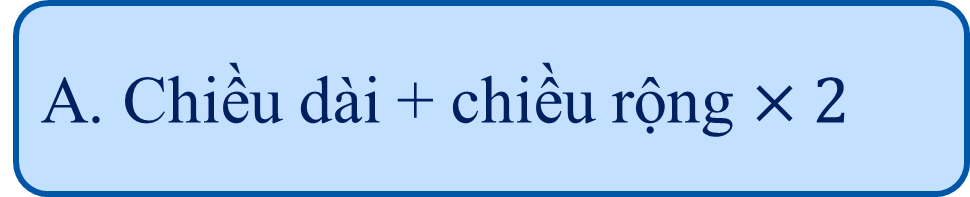 A. Chiều dài + chiều rộng × 2